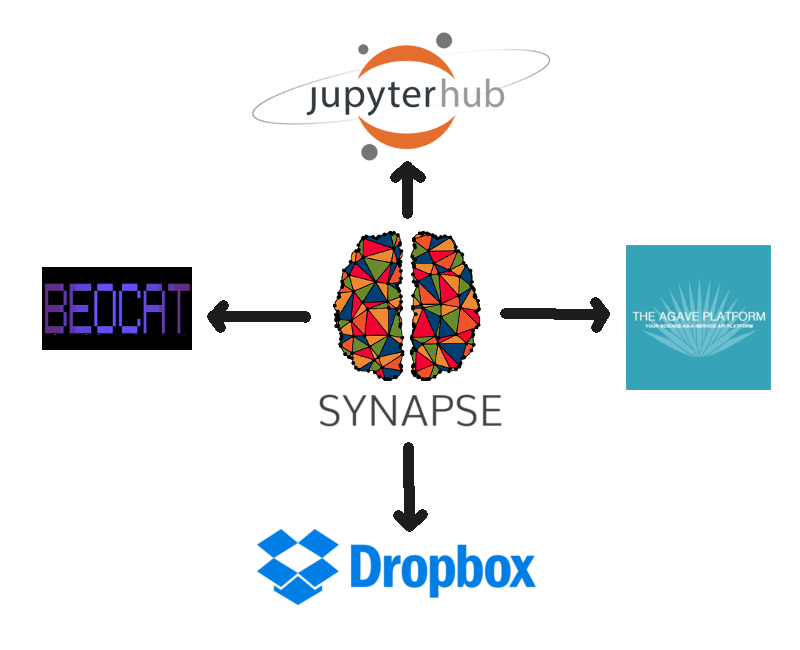 jupyterhub
BEOCAT
THE AGAVE PLATFORM
YOUR SCIENCE-AS-A-SERVICE API PLATFORM
SYNAPSE
Dropbox